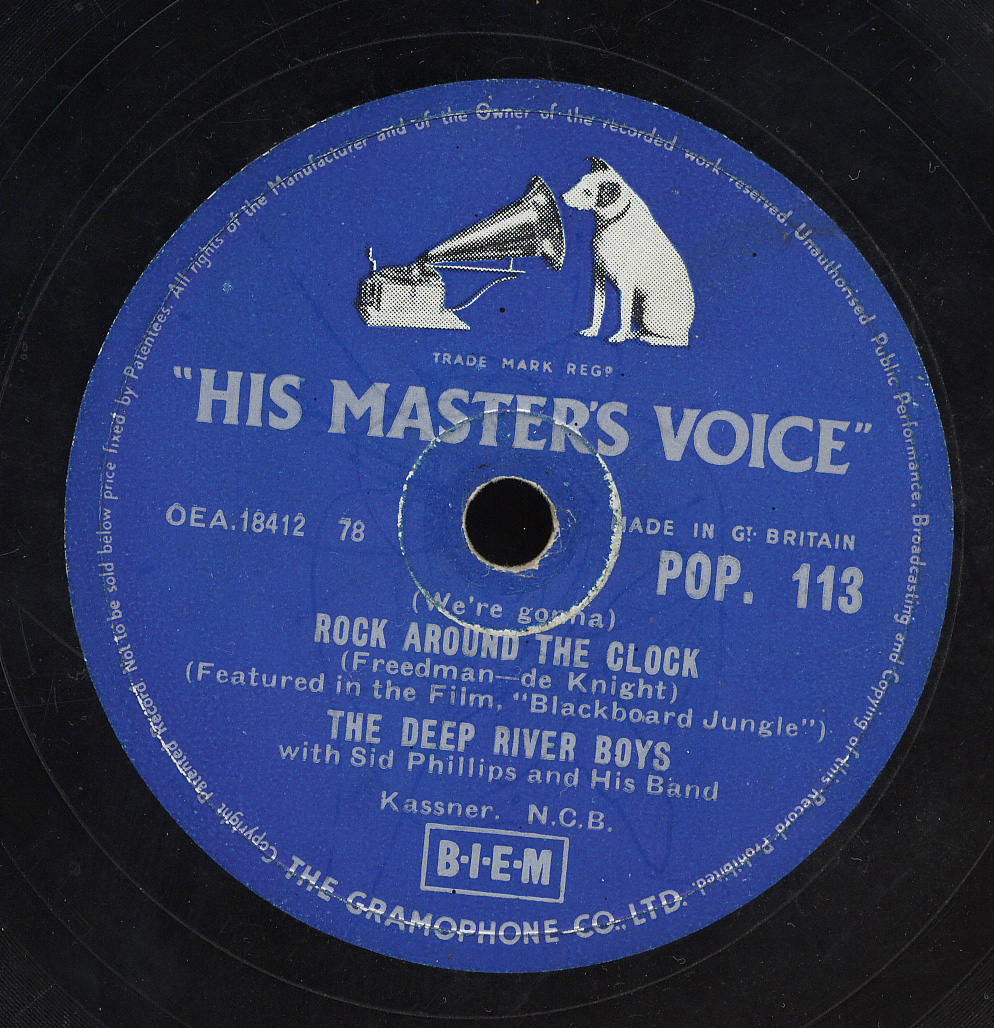 TRADE MARK REGD
"HIS MASTER'S VOICE"
OEA.18412 78
MADE IN GT. BRITAIN
POP. 113
(We're gonna)
ROCK AROUND THE CLOCK
(Freedman—de Knight)
(Featured in the Film, "Blackboard Jungle")
THE DEEP RIVER BOYS
with Sid Phillips and His Band
Kassner. N.C.B.
B·I·E·M
THE GRAMOPHONE CO., LTD.
Copyright Patented Record. Not to be sold below price fixed by Patentees. All rights of the Manufacturer and of the Owner of the recorded work reserved. Unauthorised Public Performance, Broadcasting and Copying of this Record Prohibited.